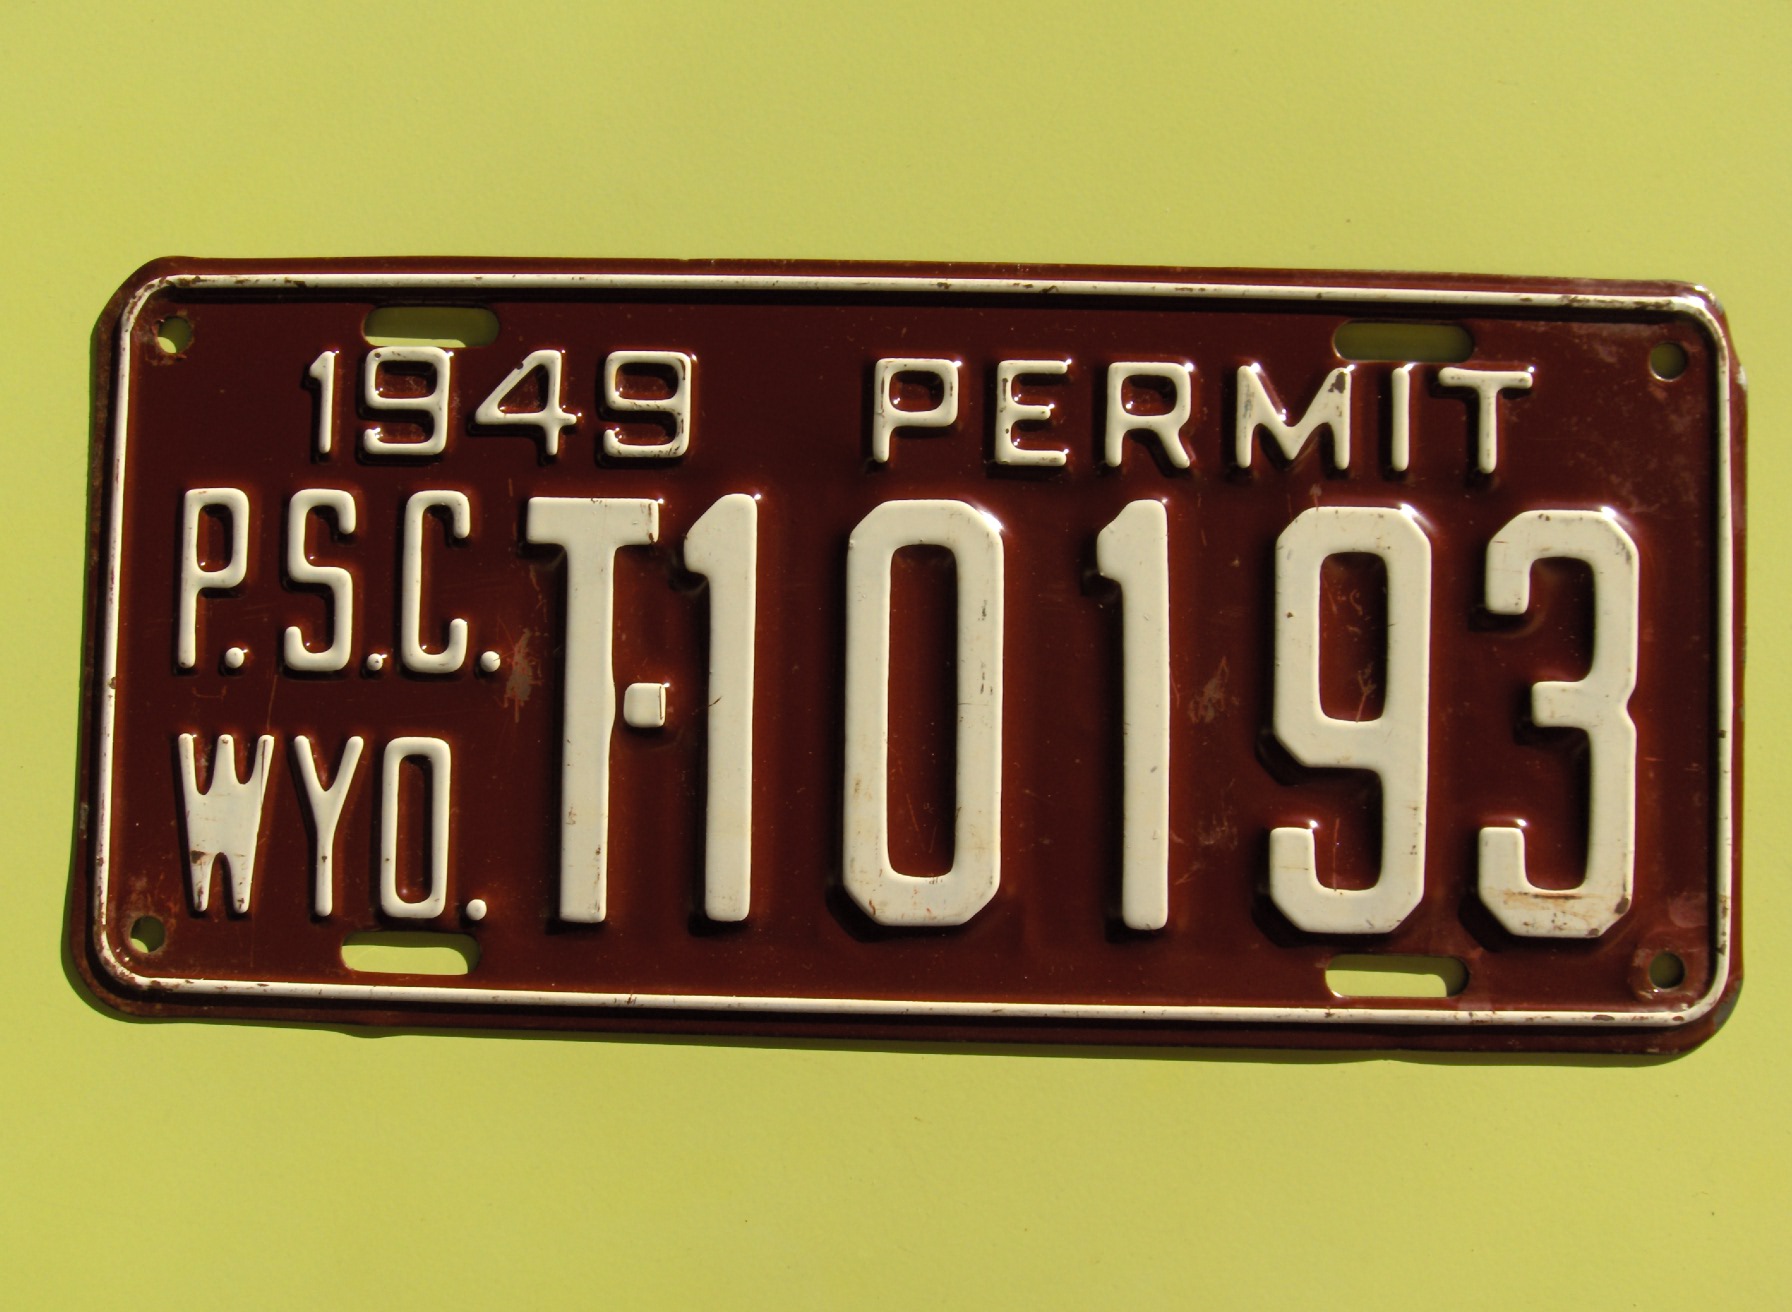 1949 PERMIT
P.S.C. T-10193
WYO.